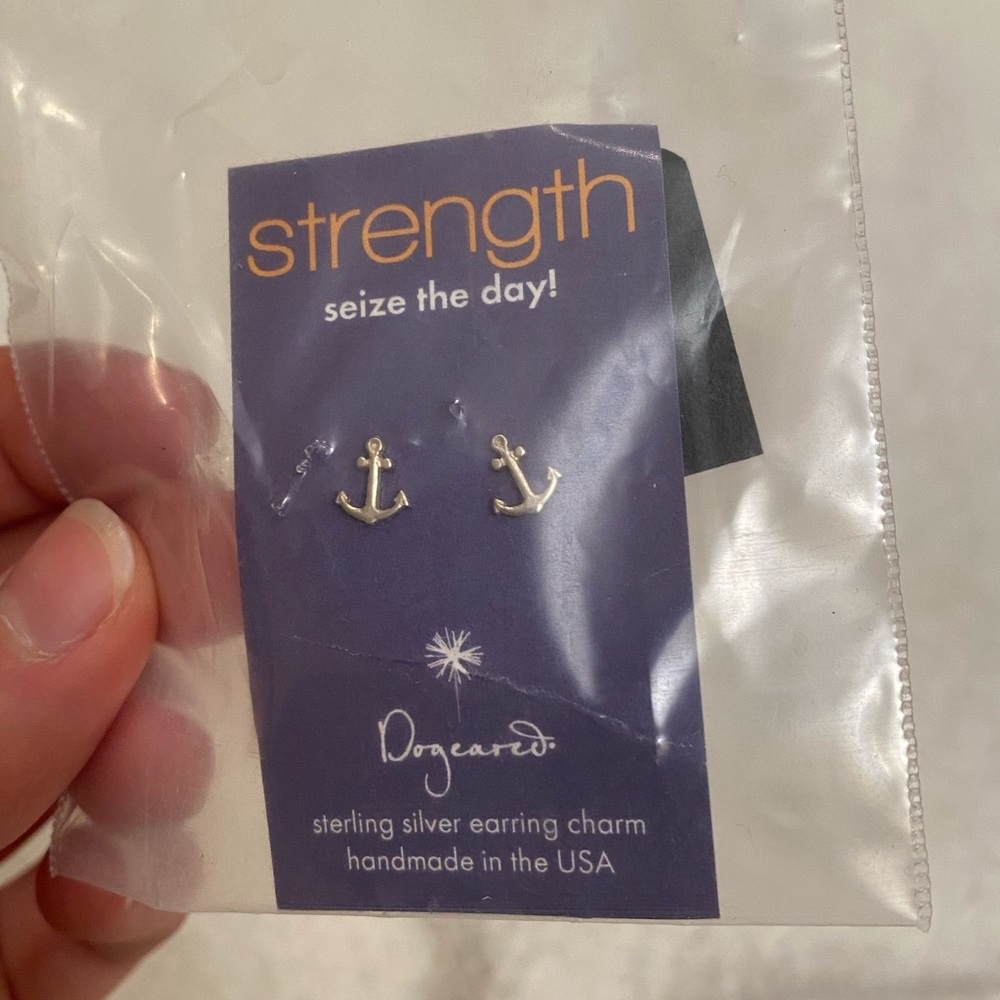 strength
seize the day!
Dogeared.
sterling silver earring charm
handmade in the USA